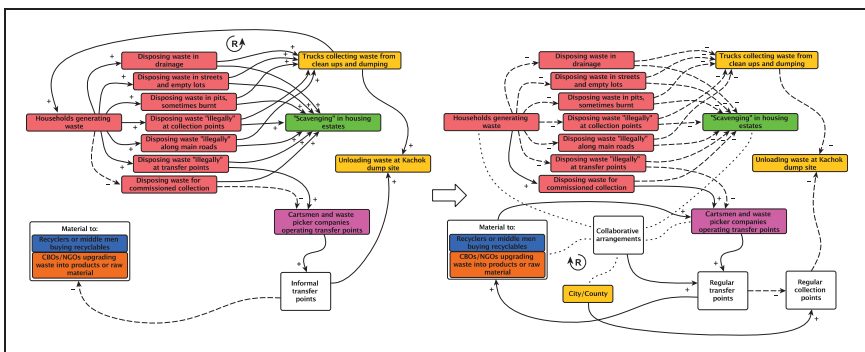 R
Disposing waste in
drainage
Trucks collecting waste from
clean ups and dumping
Disposing waste in streets
and empty lots
Disposing waste in pits,
sometimes burnt
Households generating
waste
Disposing waste "illegally"
at collection points
"Scavenging" in housing
estates
Disposing waste "illegally"
along main roads
Disposing waste "illegally"
at transfer points
Unloading waste at Kachok
dump site
Disposing waste for
commissioned collection
Cartsmen and waste
picker companies
operating transfer points
Material to:
Recyclers or middle men
buying recyclables
CBOs/NGOs upgrading
waste into products or raw
material
Informal
transfer
points
Disposing waste in
drainage
Trucks collecting waste from
clean ups and dumping
Disposing waste in streets
and empty lots
Disposing waste in pits,
sometimes burnt
Households generating
waste
Disposing waste "illegally"
at collection points
"Scavenging" in housing
estates
Disposing waste "illegally"
along main roads
Disposing waste "illegally"
at transfer points
Unloading waste at Kachok
dump site
Disposing waste for
commissioned collection
Cartsmen and waste
picker companies
operating transfer points
Collaborative
arrangements
Material to:
Recyclers or middle men
buying recyclables
CBOs/NGOs upgrading
waste into products or raw
material
R
City/County
Regular
transfer
points
Regular
collection
points